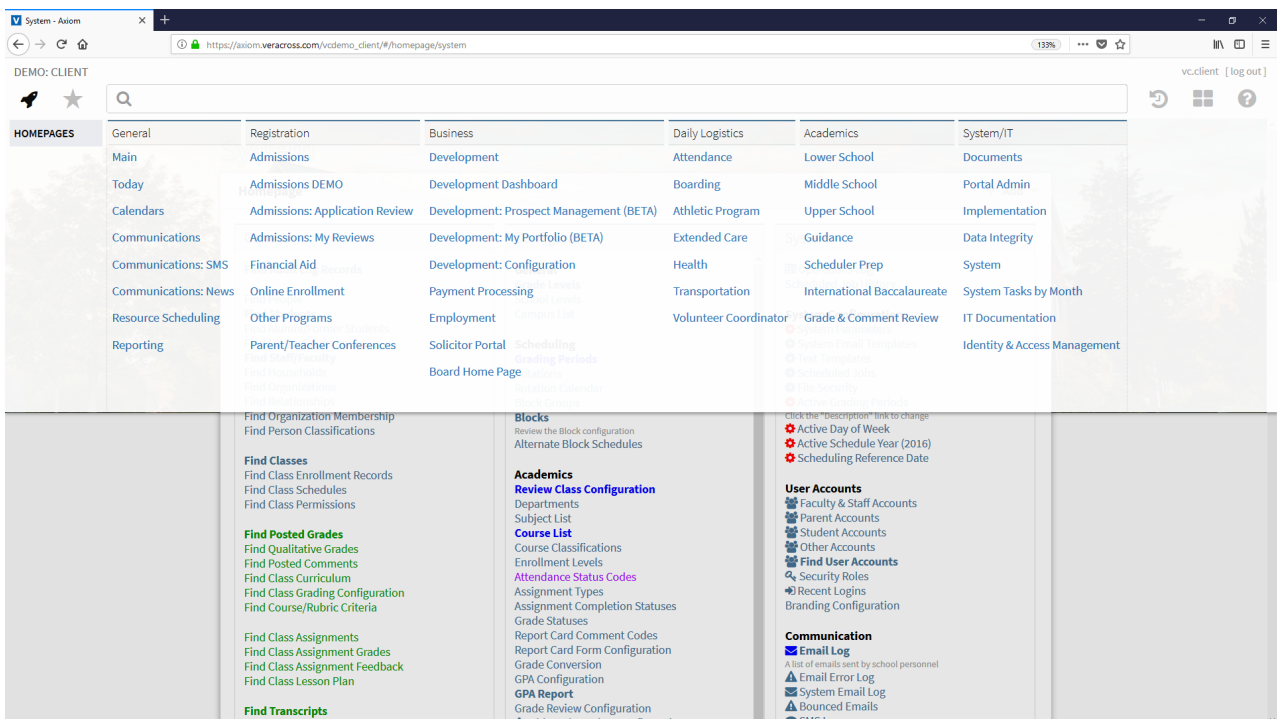 System - Axiom
https://axiom.veracross.com/vcdemo_client/#/homepage/system
133%
DEMO: CLIENT
vc.client [ log out ]
HOMEPAGES
General
Main
Today
Calendars
Communications
Communications: SMS
Communications: News
Resource Scheduling
Reporting
Registration
Admissions
Admissions DEMO
Admissions: Application Review
Admissions: My Reviews
Financial Aid
Online Enrollment
Other Programs
Parent/Teacher Conferences
Business
Development
Development Dashboard
Development: Prospect Management (BETA)
Development: My Portfolio (BETA)
Development: Configuration
Payment Processing
Employment
Solicitor Portal
Board Home Page
Daily Logistics
Attendance
Boarding
Athletic Program
Extended Care
Health
Transportation
Volunteer Coordinator
Academics
Lower School
Middle School
Upper School
Guidance
Scheduler Prep
International Baccalaureate
Grade & Comment Review
System/IT
Documents
Portal Admin
Implementation
Data Integrity
System
System Tasks by Month
IT Documentation
Identity & Access Management
Find Organization Membership
Find Person Classifications
Find Classes
Find Class Enrollment Records
Find Class Schedules
Find Class Permissions
Find Posted Grades
Find Qualitative Grades
Find Posted Comments
Find Class Curriculum
Find Class Grading Configuration
Find Course/Rubric Criteria
Find Class Assignments
Find Class Assignment Grades
Find Class Assignment Feedback
Find Class Lesson Plan
Find Transcripts
Scheduling
Grading Periods
Blocks
Review the Block configuration
Alternate Block Schedules
Academics
Review Class Configuration
Departments
Subject List
Course List
Course Classifications
Enrollment Levels
Attendance Status Codes
Assignment Types
Assignment Completion Statuses
Grade Statuses
Report Card Comment Codes
Report Card Form Configuration
Grade Conversion
GPA Configuration
GPA Report
Grade Review Configuration
Click the "Description" link to change
Active Day of Week
Active Schedule Year (2016)
Scheduling Reference Date
User Accounts
Faculty & Staff Accounts
Parent Accounts
Student Accounts
Other Accounts
Find User Accounts
Security Roles
Recent Logins
Branding Configuration
Communication
Email Log
A list of emails sent by school personnel
Email Error Log
System Email Log
Bounced Emails